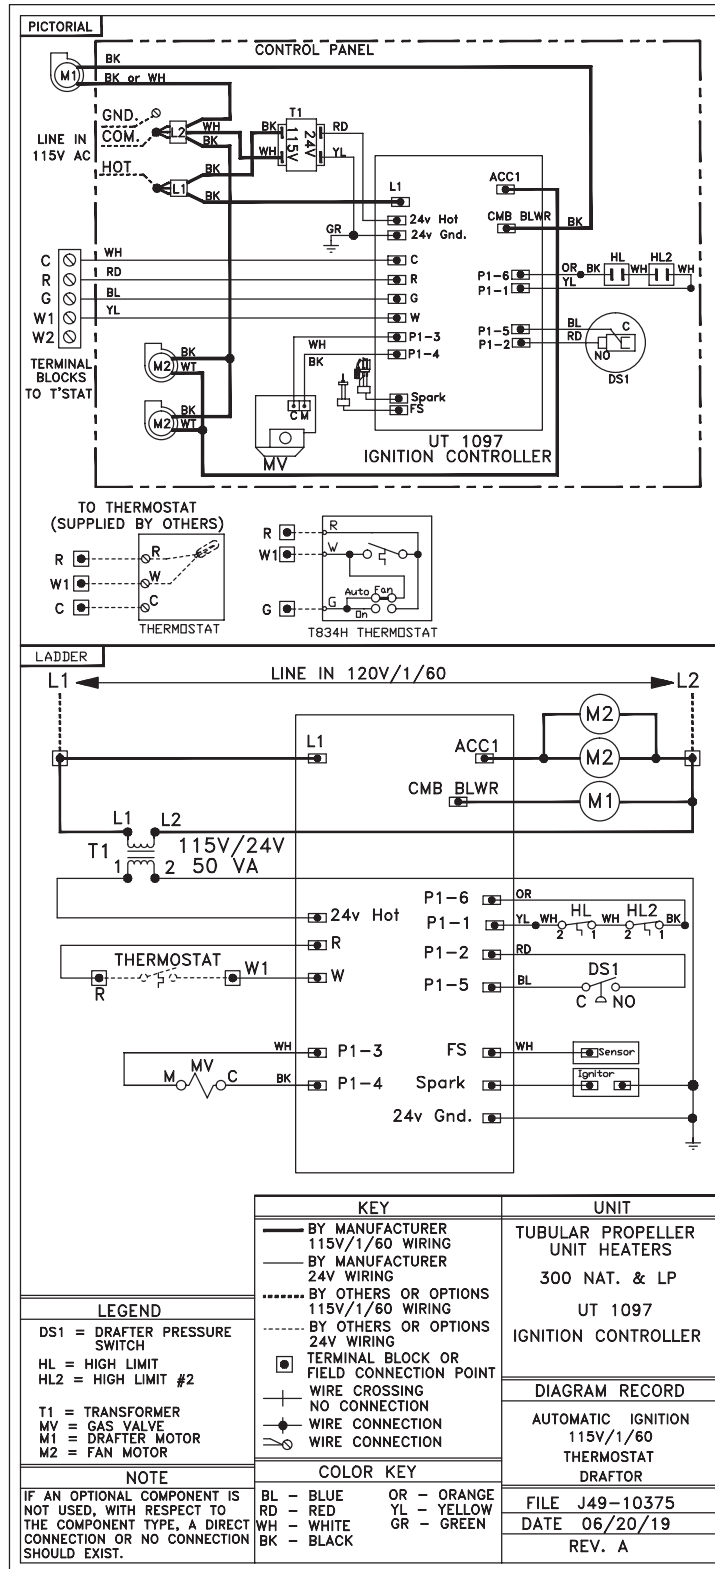 PICTORIAL
CONTROL PANEL
BK
M1
BK or WH
GND.
COM.
LINE IN
115V AC
HOT
L2
WH
BK
L1
BK
BK
BK
WH
T1
115V
24V
RD
YL
L1
ACC1
24v Hot
CMB BLWR
BK
GR
24v Gnd.
C
WH
C
R
RD
R
G
BL
G
W1
YL
W
W2
P1-6
OR
BK
HL
WH
HL2
WH
P1-1
YL
P1-5
BL
C
P1-2
RD
NO
DS1
P1-3
WH
P1-4
BK
TERMINAL
BLOCKS
TO T'STAT
M2
BK
WT
M2
BK
WT
C M
MV
Spark
FS
UT 1097
IGNITION CONTROLLER
TO THERMOSTAT
(SUPPLIED BY OTHERS)
R
R
W1
W
C
C
THERMOSTAT
R
R
W1
W
G
G
Auto
Fan
On
T834H THERMOSTAT
LADDER
L1
LINE IN 120V/1/60
L2
M2
L1
ACC1
M2
CMB BLWR
M1
L1
L2
T1
115V/24V
1
2
50 VA
24v Hot
P1-6
OR
P1-1
YL
WH
HL
WH
HL2
BK
2
1
2
1
R
P1-2
RD
THERMOSTAT
W1
R
W
P1-5
BL
DS1
C
NO
WH
P1-3
FS
WH
Sensor
M
MV
C
BK
P1-4
Spark
Ignitor
24v Gnd.
KEY
BY MANUFACTURER
115V/1/60 WIRING
BY MANUFACTURER
24V WIRING
BY OTHERS OR OPTIONS
115V/1/60 WIRING
BY OTHERS OR OPTIONS
24V WIRING
TERMINAL BLOCK OR
FIELD CONNECTION POINT
WIRE CROSSING
NO CONNECTION
WIRE CONNECTION
WIRE CONNECTION
UNIT
TUBULAR PROPELLER
UNIT HEATERS
300 NAT. & LP
UT 1097
IGNITION CONTROLLER
LEGEND
DS1 = DRAFTER PRESSURE
SWITCH
HL = HIGH LIMIT
HL2 = HIGH LIMIT #2
T1 = TRANSFORMER
MV = GAS VALVE
M1 = DRAFTER MOTOR
M2 = FAN MOTOR
DIAGRAM RECORD
AUTOMATIC IGNITION
115V/1/60
THERMOSTAT
DRAFTOR
NOTE
IF AN OPTIONAL COMPONENT IS
NOT USED, WITH RESPECT TO
THE COMPONENT TYPE, A DIRECT
CONNECTION OR NO CONNECTION
SHOULD EXIST.
COLOR KEY
BL - BLUE
OR - ORANGE
RD - RED
YL - YELLOW
WH - WHITE
GR - GREEN
BK - BLACK
FILE J49-10375
DATE 06/20/19
REV. A